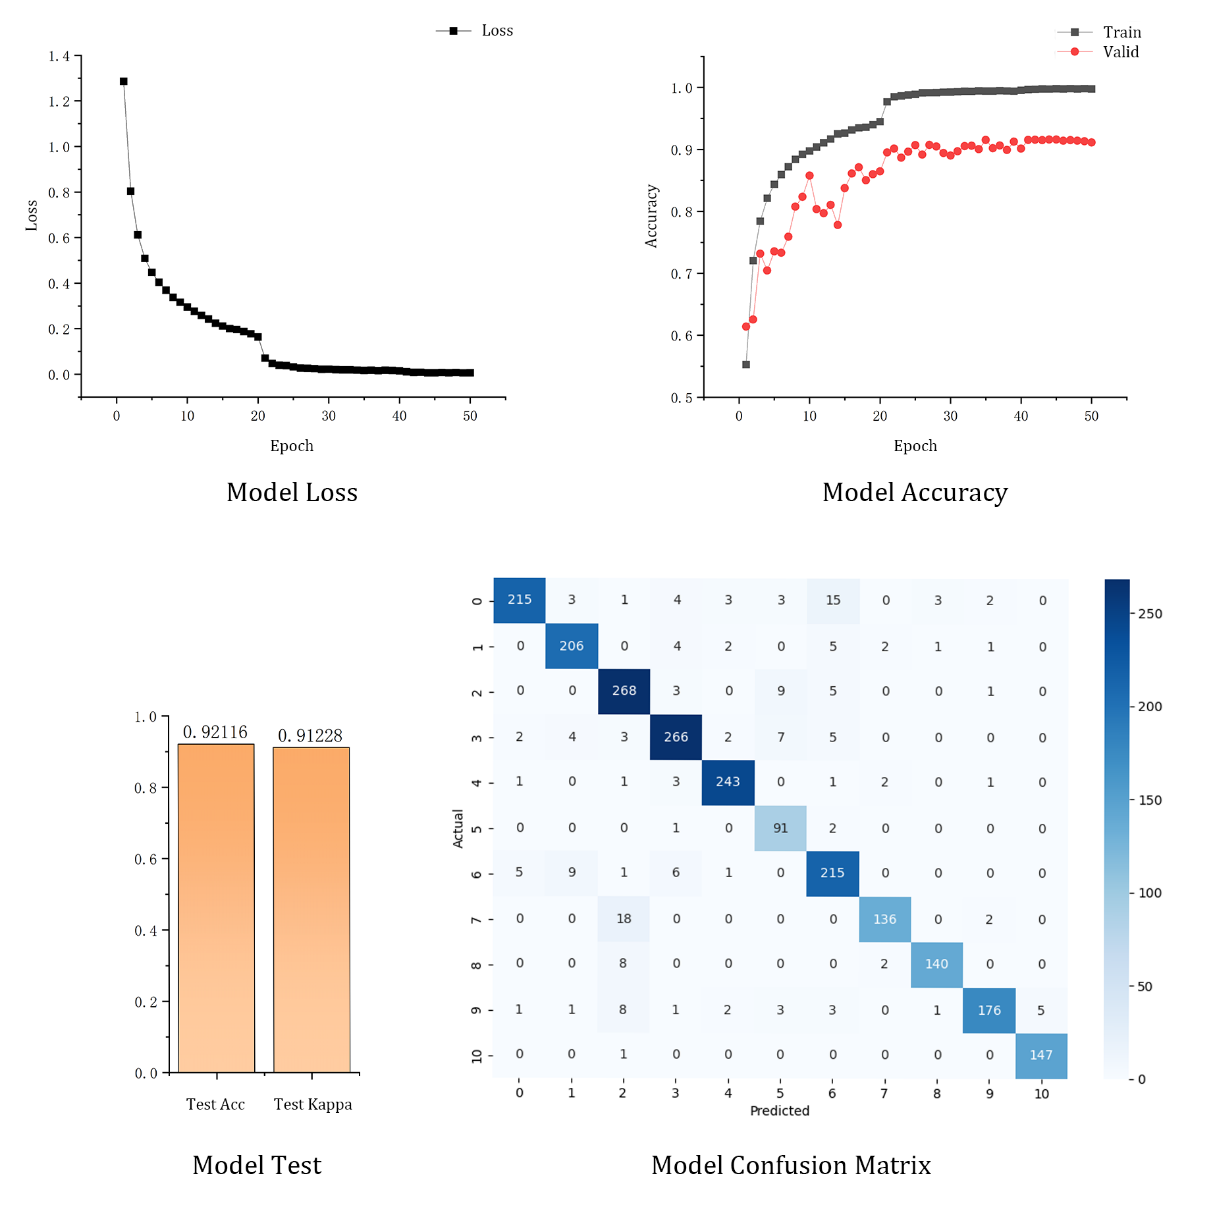 Loss
1.4
1.2
1.0
0.8
0.6
0.4
0.2
0.0
Loss
0 10 20 30 40 50
Epoch
Model Loss
Train
Valid
1.0
0.9
0.8
0.7
0.6
0.5
Accuracy
0 10 20 30 40 50
Epoch
Model Accuracy
1.0
0.8
0.6
0.4
0.2
0.0
0.92116 0.91228
Test Acc Test Kappa
Model Test
Actual
0 215 3 1 4 3 3 15 0 3 2 0
1 0 206 0 4 2 0 5 2 1 1 0
2 0 0 268 3 0 9 5 0 0 1 0
3 2 4 3 266 2 7 5 0 0 0 0
4 1 0 1 3 243 0 1 2 0 1 0
5 0 0 0 1 0 91 2 0 0 0 0
6 5 9 1 6 1 0 215 0 0 0 0
7 0 0 18 0 0 0 0 136 0 2 0
8 0 0 8 0 0 0 0 2 140 0 0
9 1 1 8 1 2 3 3 0 1 176 5
10 0 0 1 0 0 0 0 0 0 0 147
0 1 2 3 4 5 6 7 8 9 10
Predicted
250
200
150
100
50
0
Model Confusion Matrix